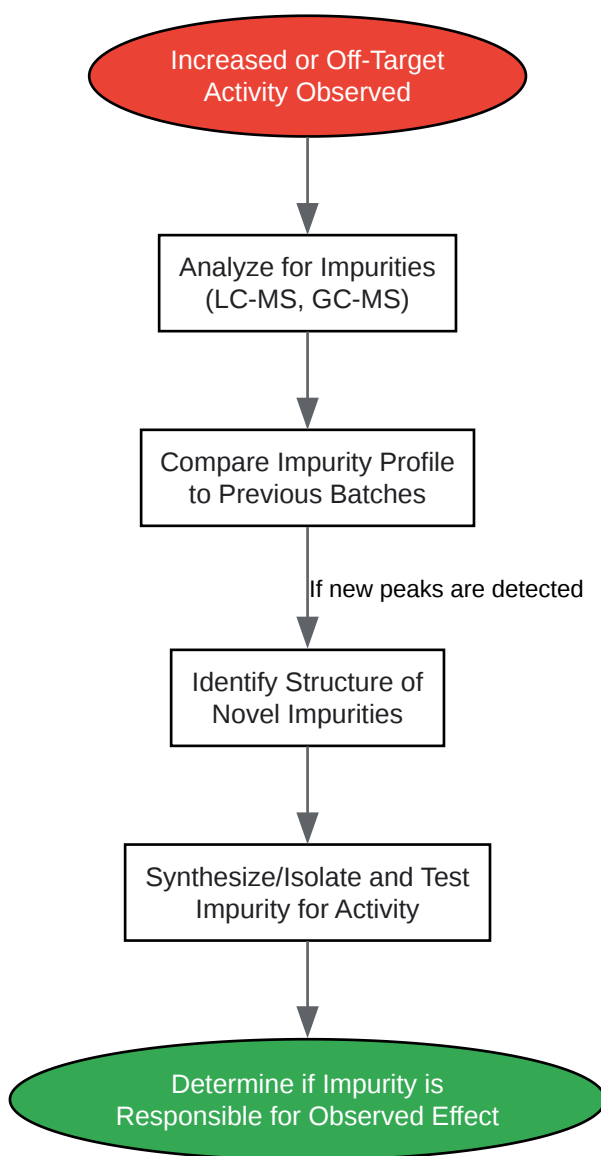 Increased or Off-Target
Activity Observed
Analyze for Impurities
(LC-MS, GC-MS)
Compare Impurity Profile
to Previous Batches
If new peaks are detected
Identify Structure of
Novel Impurities
Synthesize/Isolate and Test
Impurity for Activity
Determine if Impurity is
Responsible for Observed Effect